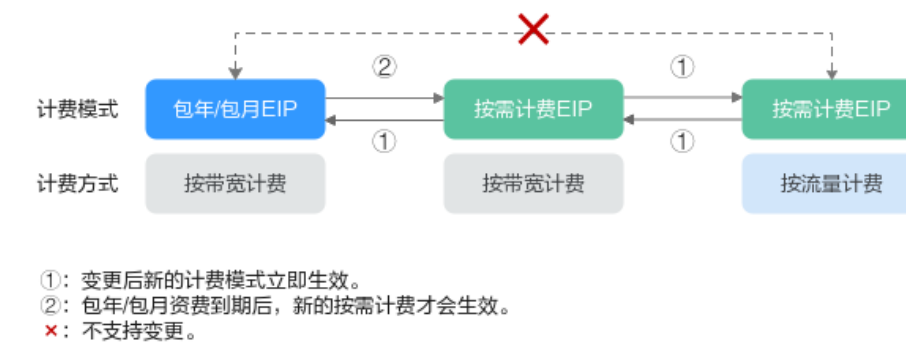 ②
①
计费模式
包年/包月EIP
按需计费EIP
按需计费EIP
①
①
计费方式
按带宽计费
按带宽计费
按流量计费
①：变更后新的计费模式立即生效。
②：包年/包月资费到期后，新的按需计费才会生效。
×：不支持变更。